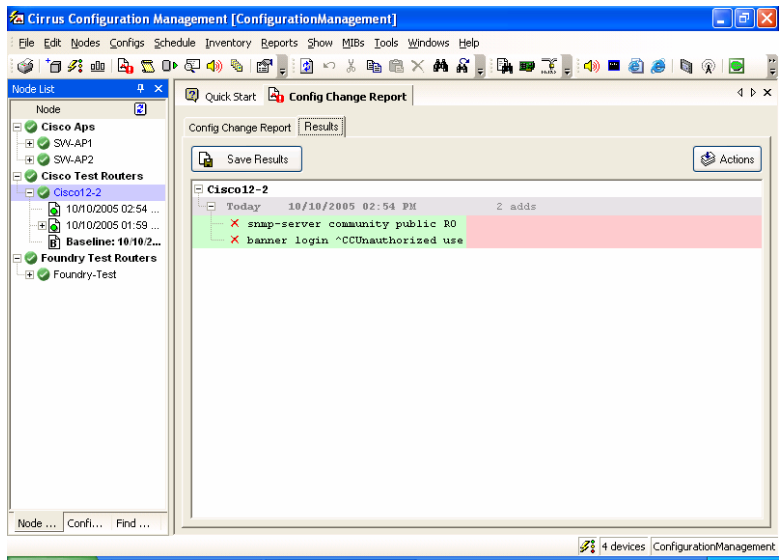 Cirrus Configuration Management [ConfigurationManagement]
File Edit Nodes Configs Schedule Inventory Reports Show MIBs Tools Windows Help
Node List
Node
Cisco Aps
SW-AP1
SW-AP2
Cisco Test Routers
Cisco12-2
10/10/2005 02:54 ...
10/10/2005 01:59 ...
Baseline: 10/10/2...
Foundry Test Routers
Foundry-Test
Node ... Confi... Find ...
Quick Start Config Change Report
Config Change Report Results
Save Results Actions
Cisco12-2
Today 10/10/2005 02:54 PM 2 adds
snmp-server community public RO
banner login ^CCUnauthorized use
4 devices ConfigurationManagement